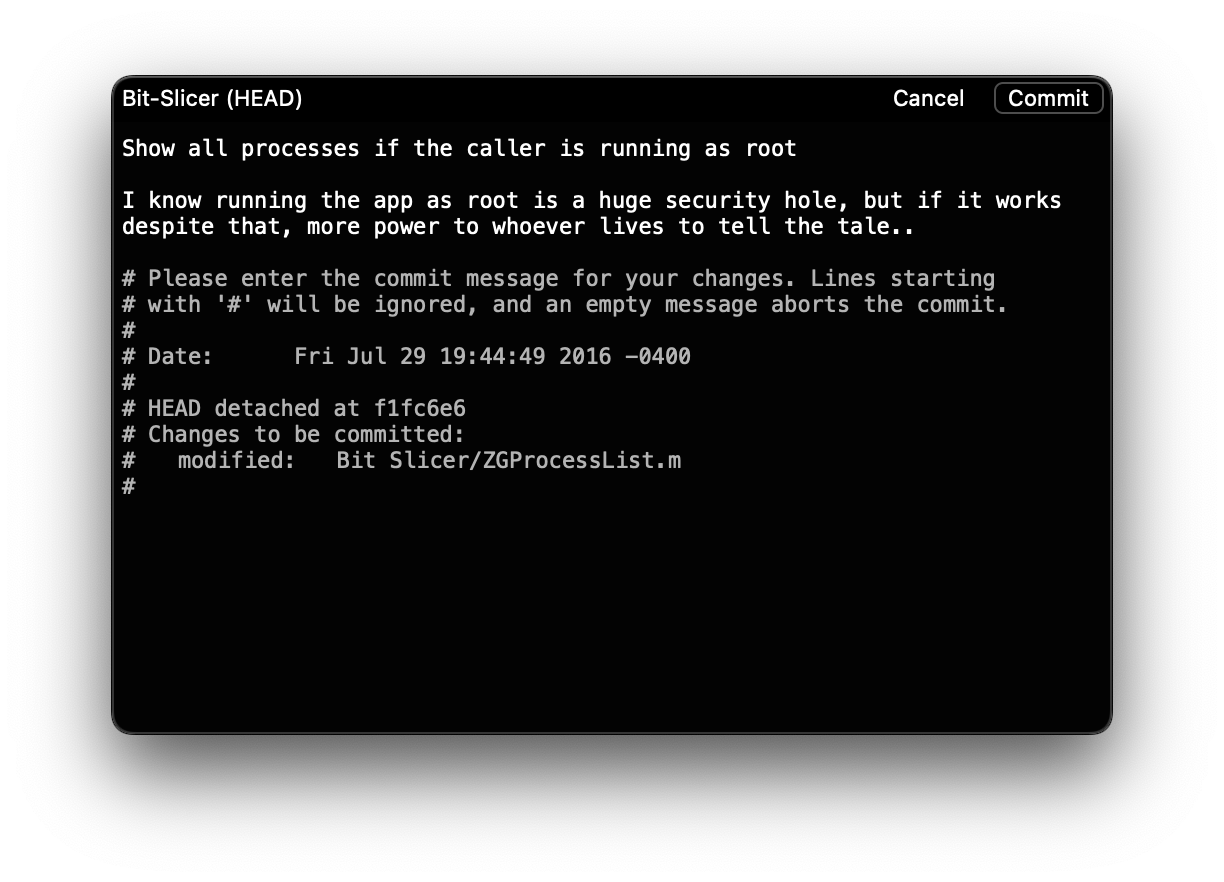 Bit-Slicer (HEAD)
Cancel
Commit
Show all processes if the caller is running as root
I know running the app as root is a huge security hole, but if it works
despite that, more power to whoever lives to tell the tale..
# Please enter the commit message for your changes. Lines starting
# with '#' will be ignored, and an empty message aborts the commit.
#
# Date:      Fri Jul 29 19:44:49 2016 -0400
#
# HEAD detached at f1fc6e6
# Changes to be committed:
#	modified:   Bit Slicer/ZGProcessList.m
#